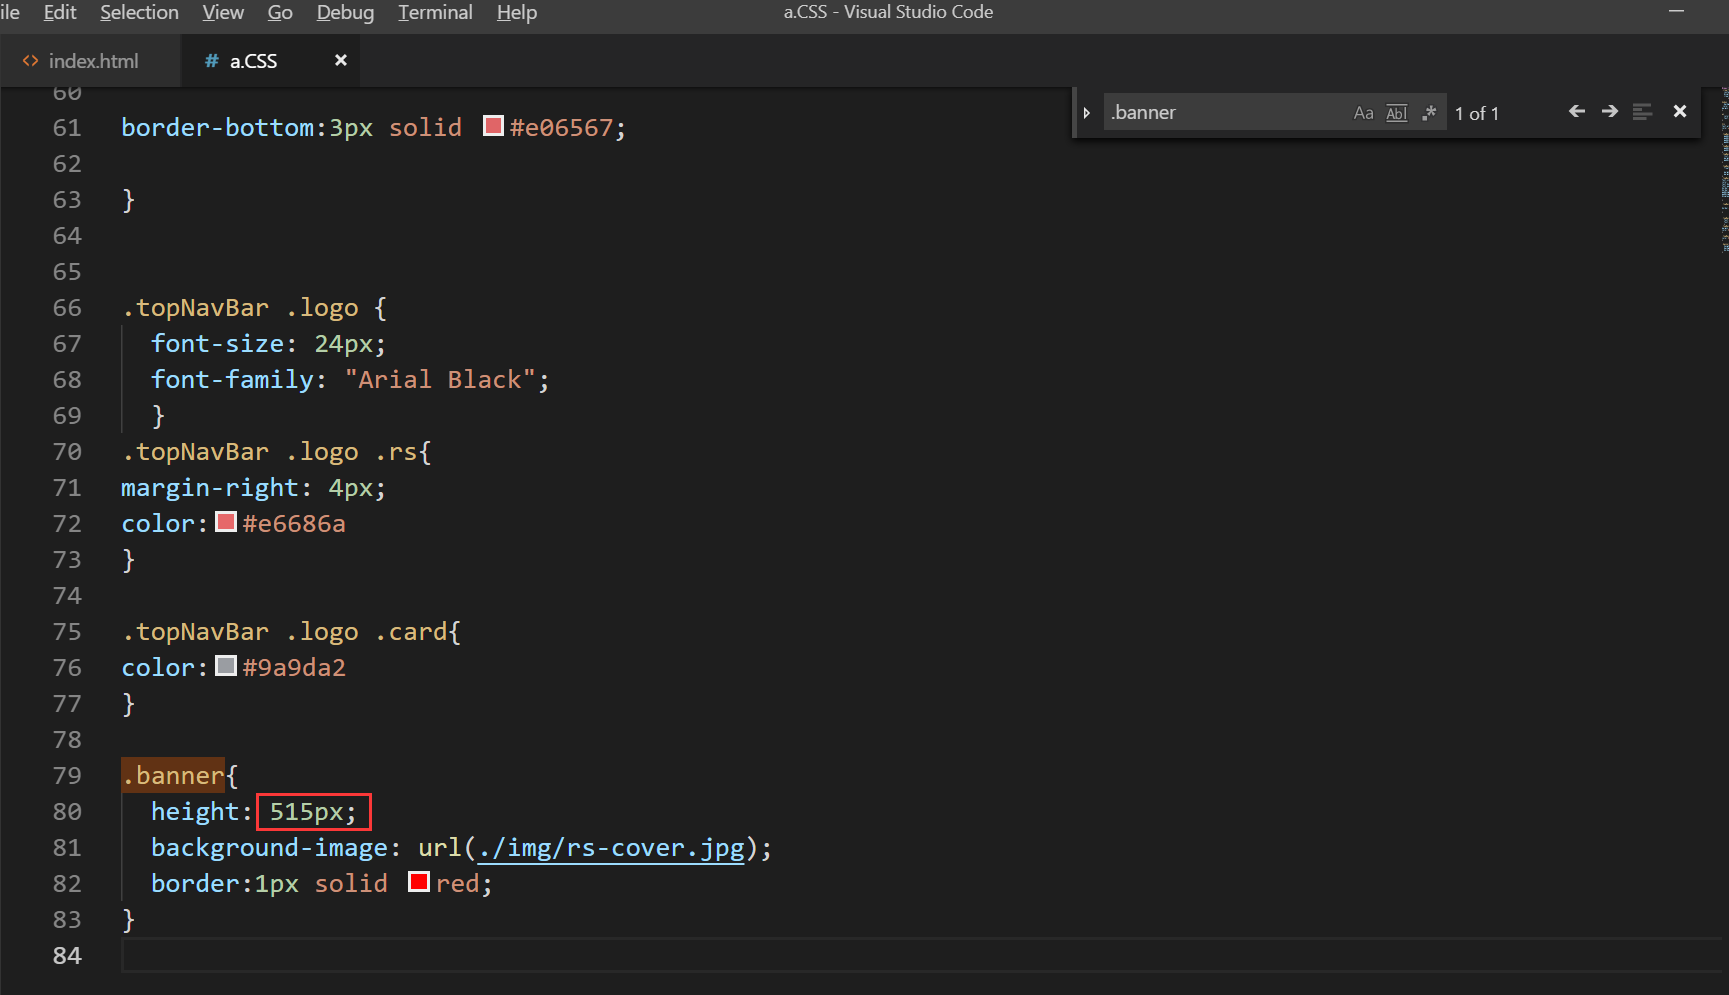 ile Edit Selection View Go Debug Terminal Help a.CSS - Visual Studio Code
<> index.html # a.CSS
.banner Aa Abl .* 1 of 1
60
61 border-bottom:3px solid #e06567;
62
63 }
64
65
66 .topNavBar .logo {
67 font-size: 24px;
68 font-family: "Arial Black";
69 }
70 .topNavBar .logo .rs{
71 margin-right: 4px;
72 color:#e6686a
73 }
74
75 .topNavBar .logo .card{
76 color:#9a9da2
77 }
78
79 .banner{
80 height: 515px;
81 background-image: url(./img/rs-cover.jpg);
82 border:1px solid red;
83 }
84